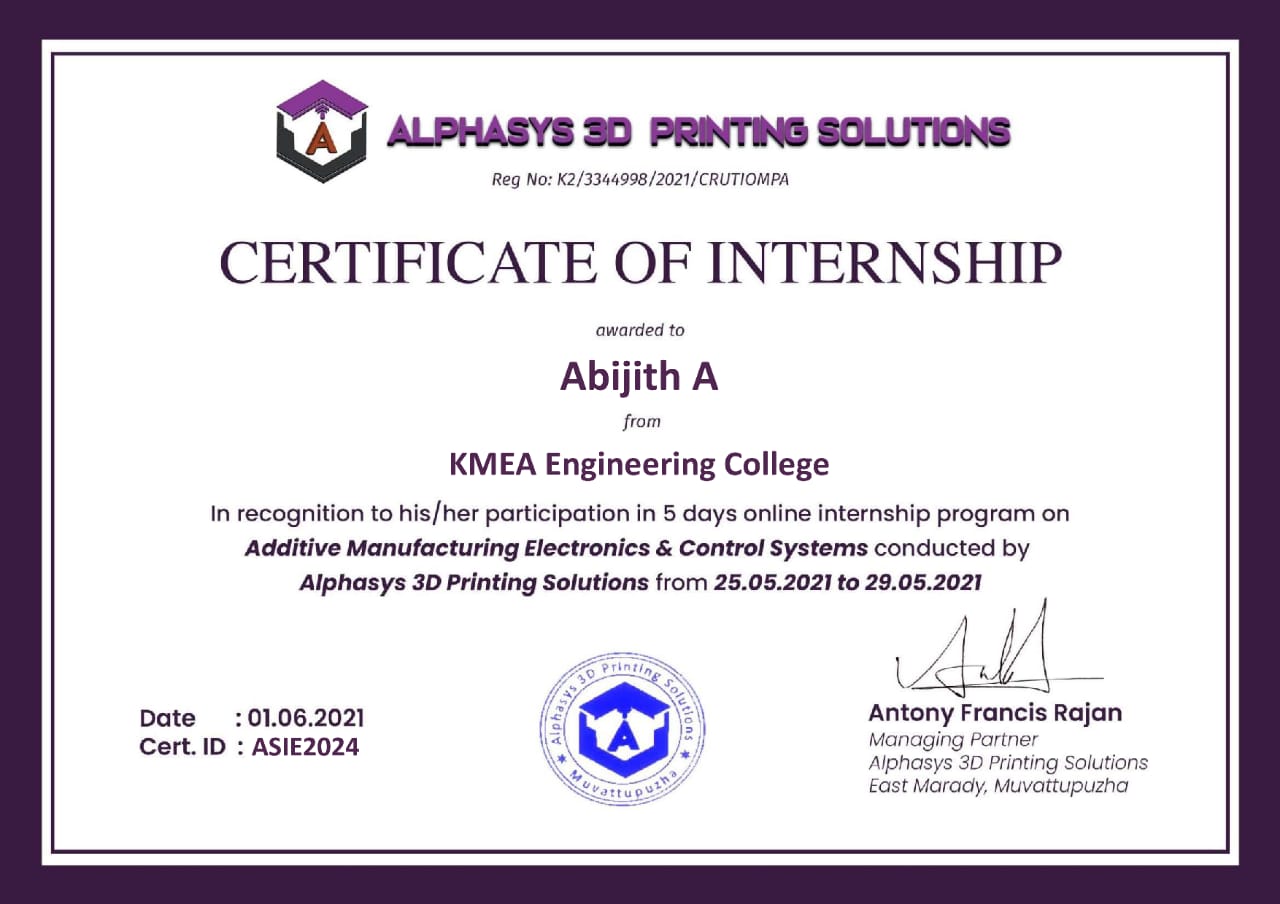 A
ALPHASYS 3D PRINTING SOLUTIONS
Reg No: K2/3344998/2021/CRUTIOMPA
CERTIFICATE OF INTERNSHIP
awarded to
Abijith A
from
KMEA Engineering College
In recognition to his/her participation in 5 days online internship program on
Additive Manufacturing Electronics & Control Systems conducted by
Alphasys 3D Printing Solutions from 25.05.2021 to 29.05.2021
Date : 01.06.2021
Cert. ID : ASIE2024
Alphasys 3D Printing Solutions
A
★ Muvattupuzha ★
Antony Francis Rajan
Managing Partner
Alphasys 3D Printing Solutions
East Marady, Muvattupuzha